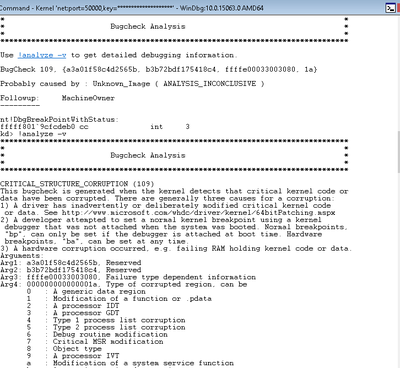 Command - Kernel 'net:port=50000,key=*******************' - WinDbg:10.0.15063.0 AMD64
*                        Bugcheck Analysis                                    *
*******************************************************************************
Use !analyze -v to get detailed debugging information.
BugCheck 109, {a3a01f58c4d2565b, b3b72bdf175418c4, ffffe00033003080, 1a}
Probably caused by : Unknown_Image ( ANALYSIS_INCONCLUSIVE )
Followup:     MachineOwner
---------
nt!DbgBreakPointWithStatus:
fffff801`9cfcdeb0 cc              int     3
kd> !analyze -v
*******************************************************************************
*                        Bugcheck Analysis                                    *
*******************************************************************************
CRITICAL_STRUCTURE_CORRUPTION (109)
This bugcheck is generated when the kernel detects that critical kernel code or
data have been corrupted. There are generally three causes for a corruption:
1) A driver has inadvertently or deliberately modified critical kernel code
 or data. See http://www.microsoft.com/whdc/driver/kernel/64bitPatching.mspx
2) A developer attempted to set a normal kernel breakpoint using a kernel
 debugger that was not attached when the system was booted. Normal breakpoints,
 "bp", can only be set if the debugger is attached at boot time. Hardware
 breakpoints, "ba", can be set at any time.
3) A hardware corruption occurred, e.g. failing RAM holding kernel code or data.
Arguments:
Arg1: a3a01f58c4d2565b, Reserved
Arg2: b3b72bdf175418c4, Reserved
Arg3: ffffe00033003080, Failure type dependent information
Arg4: 000000000000001a, Type of corrupted region, can be
0   : A generic data region
1   : Modification of a function or .pdata
2   : A processor IDT
3   : A processor GDT
4   : Type 1 process list corruption
5   : Type 2 process list corruption
6   : Debug routine modification
7   : Critical MSR modification
8   : Object type
9   : A processor IVT
a   : Modification of a system service function